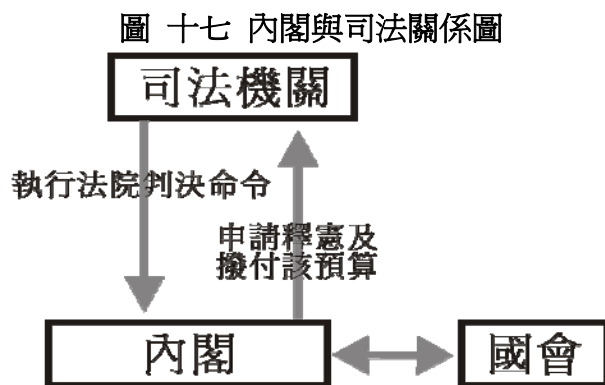 圖 十七 內閣與司法關係圖
司法機關
執行法院判決命令
申請釋憲及
撥付該預算
內閣
國會